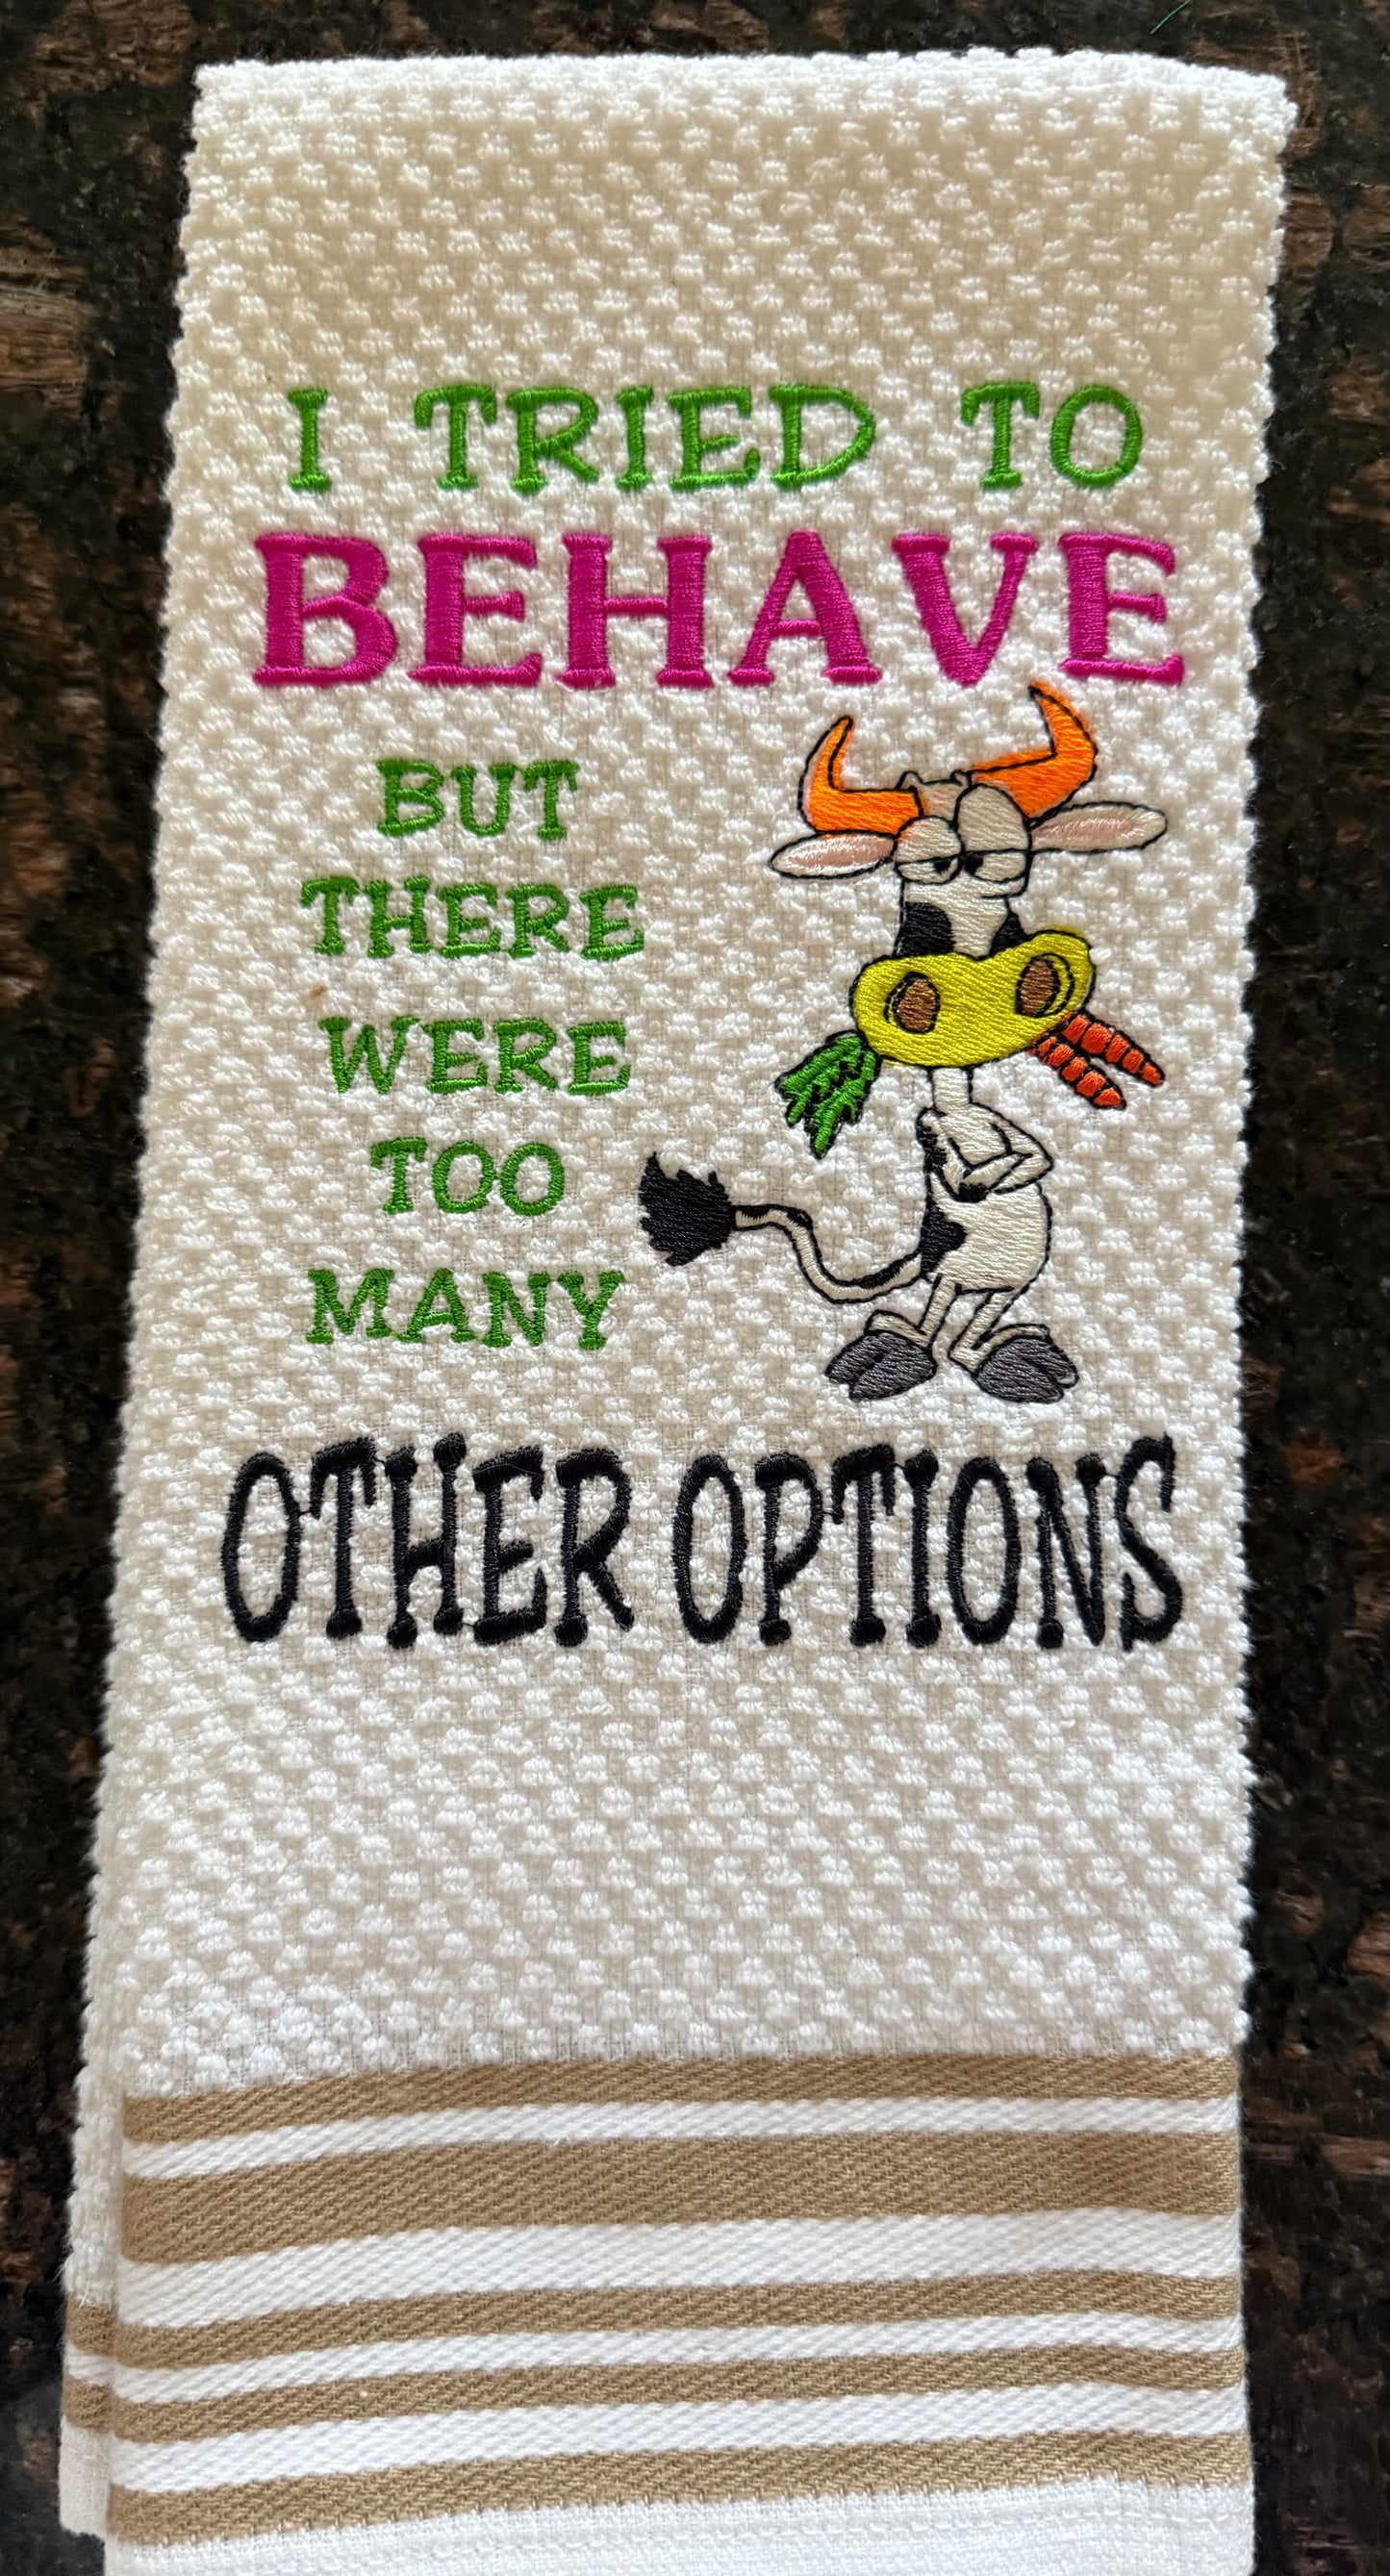 I TRIED TO
BEHAVE
BUT
THERE
WERE
TOO
MANY
OTHER OPTIONS